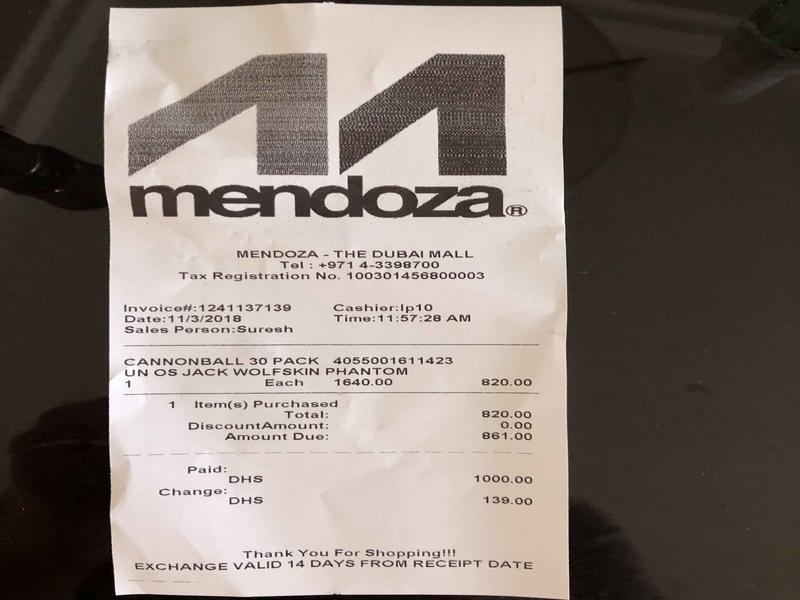 mendoza®
MENDOZA - THE DUBAI MALL
Tel : +971 4-3398700
Tax Registration No. 100301456800003
Invoice#:1241137139 Cashier:lp10
Date:11/3/2018 Time:11:57:28 AM
Sales Person:Suresh
CANNONBALL 30 PACK 4055001611423
UN OS JACK WOLFSKIN PHANTOM
1 Each 1640.00 820.00
1 Item(s) Purchased
Total: 820.00
DiscountAmount: 0.00
Amount Due: 861.00
Paid:
DHS 1000.00
Change:
DHS 139.00
Thank You For Shopping!!!
EXCHANGE VALID 14 DAYS FROM RECEIPT DATE